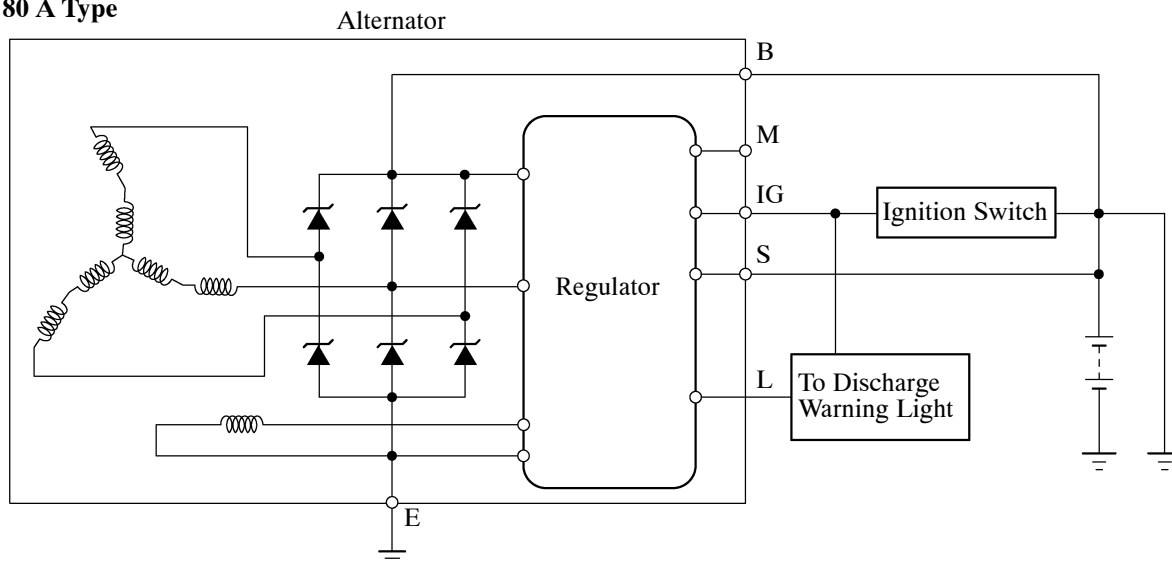 80 A Type
Alternator
B
M
IG
Ignition Switch
S
Regulator
L
To Discharge
Warning Light
E